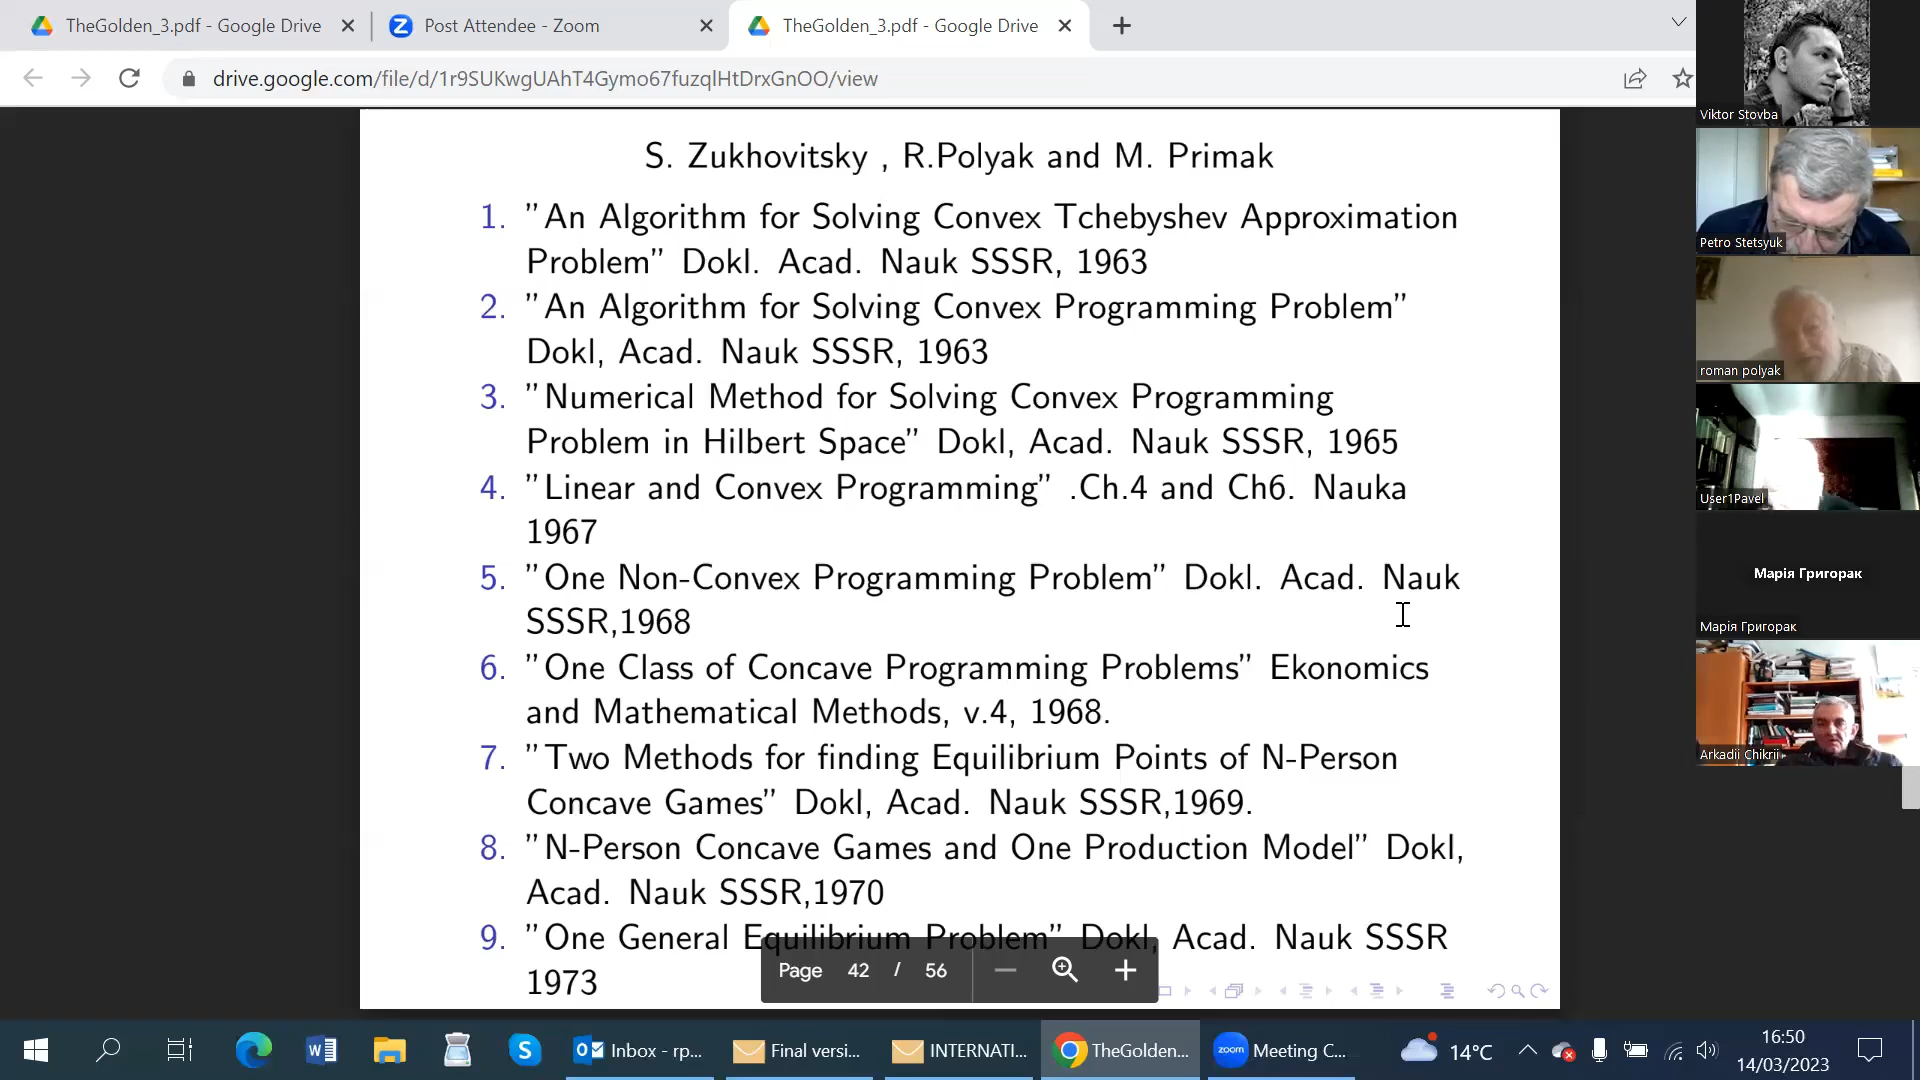 TheGolden_3.pdf - Google Drive
Post Attendee - Zoom
TheGolden_3.pdf - Google Drive
drive.google.com/file/d/1r9SUKwgUAhT4Gymo67fuzqlHtDrxGnOO/view
S. Zukhovitsky , R.Polyak and M. Primak
1. "An Algorithm for Solving Convex Tchebyshev Approximation
Problem" Dokl. Acad. Nauk SSSR, 1963
2. "An Algorithm for Solving Convex Programming Problem"
Dokl, Acad. Nauk SSSR, 1963
3. "Numerical Method for Solving Convex Programming
Problem in Hilbert Space" Dokl, Acad. Nauk SSSR, 1965
4. "Linear and Convex Programming" .Ch.4 and Ch6. Nauka
1967
5. "One Non-Convex Programming Problem" Dokl. Acad. Nauk
SSSR,1968
6. "One Class of Concave Programming Problems" Ekonomics
and Mathematical Methods, v.4, 1968.
7. "Two Methods for finding Equilibrium Points of N-Person
Concave Games" Dokl, Acad. Nauk SSSR,1969.
8. "N-Person Concave Games and One Production Model" Dokl,
Acad. Nauk SSSR,1970
9. "One General Equilibrium Problem" Dokl, Acad. Nauk SSSR
1973
Page 42 / 56
Viktor Stovba
Petro Stetsyuk
roman polyak
User1Pavel
Марія Григорак
Марія Григорак
Arkadii Chikrii
Inbox - rp...
Final versi...
INTERNATI...
TheGolden...
zoom
Meeting C...
14°C
16:50
14/03/2023